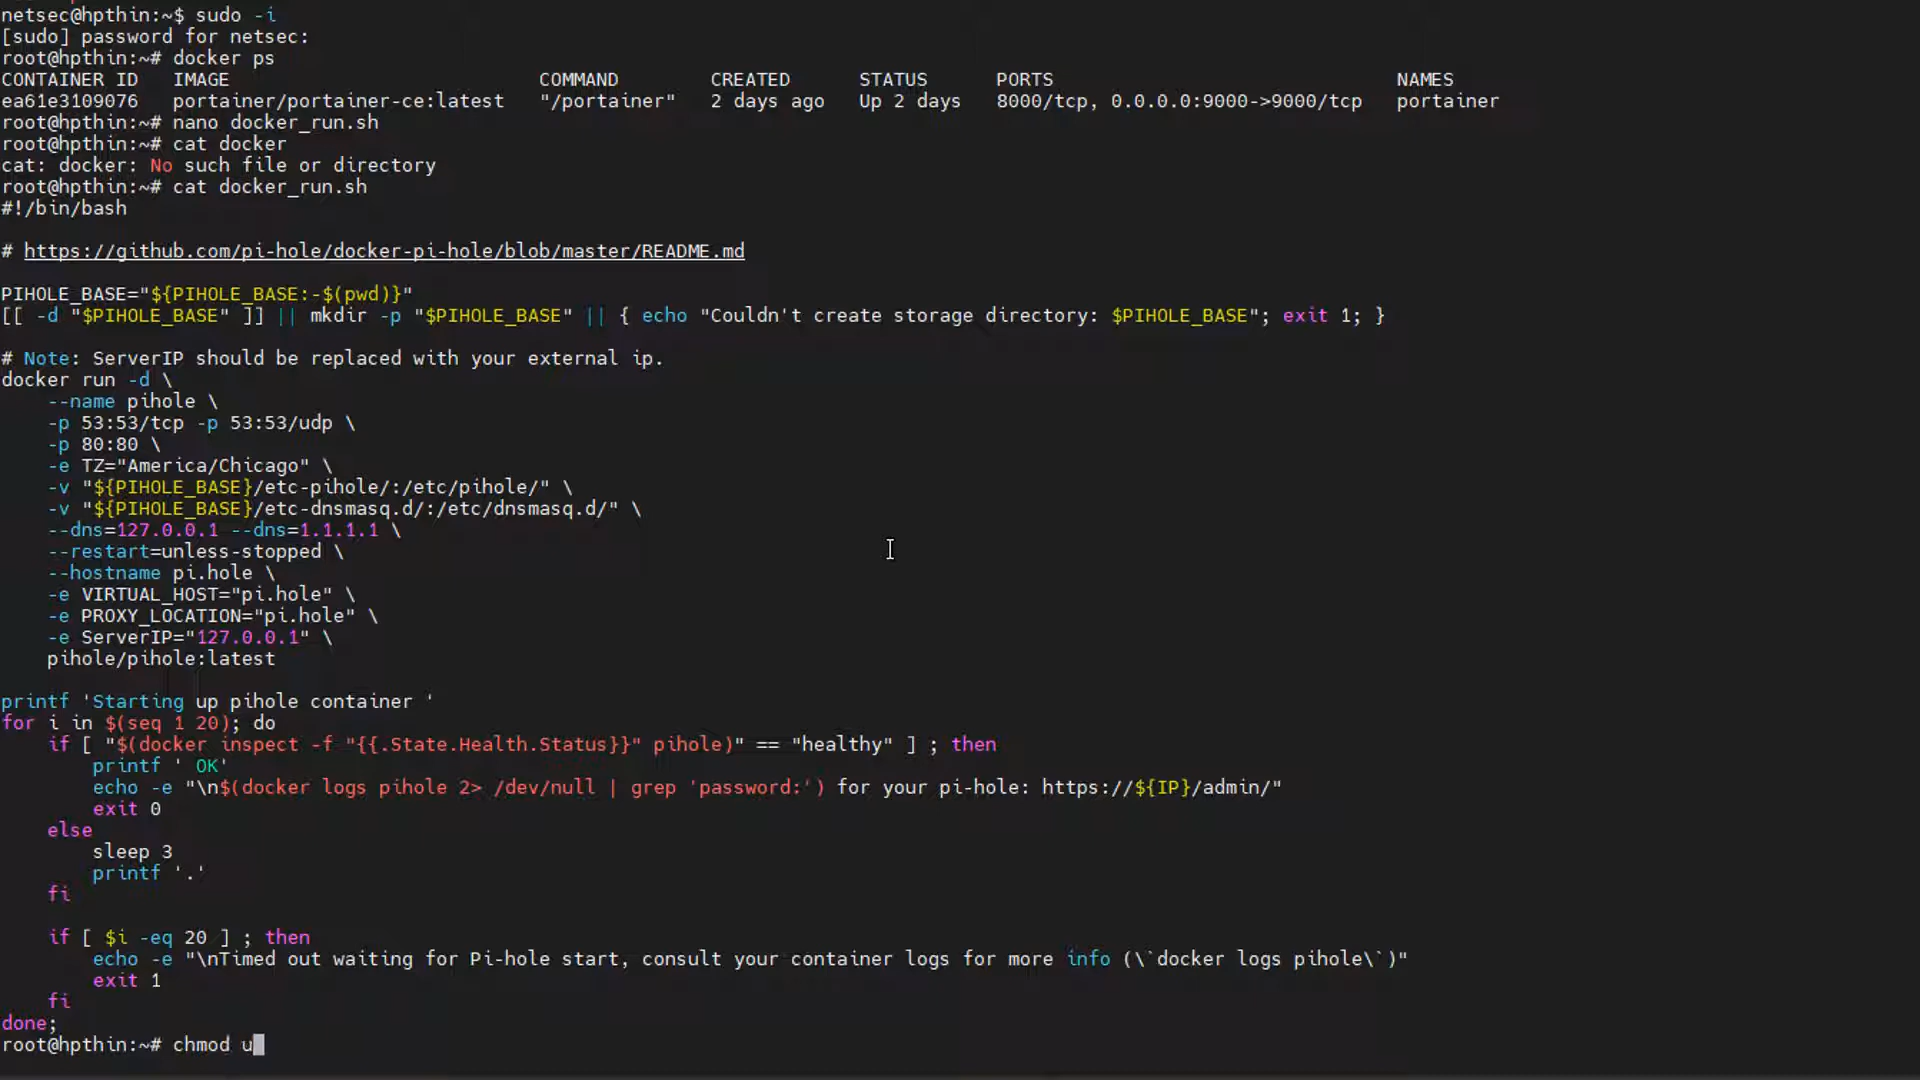 netsec@hpthin:~$ sudo -i
[sudo] password for netsec:
root@hpthin:~# docker ps
CONTAINER ID   IMAGE                           COMMAND        CREATED      STATUS      PORTS                              NAMES
ea61e3109076   portainer/portainer-ce:latest   "/portainer"   2 days ago   Up 2 days   8000/tcp, 0.0.0.0:9000->9000/tcp   portainer
root@hpthin:~# nano docker_run.sh
root@hpthin:~# cat docker
cat: docker: No such file or directory
root@hpthin:~# cat docker_run.sh
#!/bin/bash

# https://github.com/pi-hole/docker-pi-hole/blob/master/README.md

PIHOLE_BASE="${PIHOLE_BASE:-$(pwd)}"
[[ -d "$PIHOLE_BASE" ]] || mkdir -p "$PIHOLE_BASE" || { echo "Couldn't create storage directory: $PIHOLE_BASE"; exit 1; }

# Note: ServerIP should be replaced with your external ip.
docker run -d \
    --name pihole \
    -p 53:53/tcp -p 53:53/udp \
    -p 80:80 \
    -e TZ="America/Chicago" \
    -v "${PIHOLE_BASE}/etc-pihole/:/etc/pihole/" \
    -v "${PIHOLE_BASE}/etc-dnsmasq.d/:/etc/dnsmasq.d/" \
    --dns=127.0.0.1 --dns=1.1.1.1 \
    --restart=unless-stopped \
    --hostname pi.hole \
    -e VIRTUAL_HOST="pi.hole" \
    -e PROXY_LOCATION="pi.hole" \
    -e ServerIP="127.0.0.1" \
    pihole/pihole:latest

printf 'Starting up pihole container '
for i in $(seq 1 20); do
    if [ "$(docker inspect -f "{{.State.Health.Status}}" pihole)" == "healthy" ] ; then
        printf ' OK'
        echo -e "\n$(docker logs pihole 2> /dev/null | grep 'password:') for your pi-hole: https://${IP}/admin/"
        exit 0
    else
        sleep 3
        printf '.'
    fi

    if [ $i -eq 20 ] ; then
        echo -e "\nTimed out waiting for Pi-hole start, consult your container logs for more info (\`docker logs pihole\`)"
        exit 1
    fi
done;
root@hpthin:~# chmod u